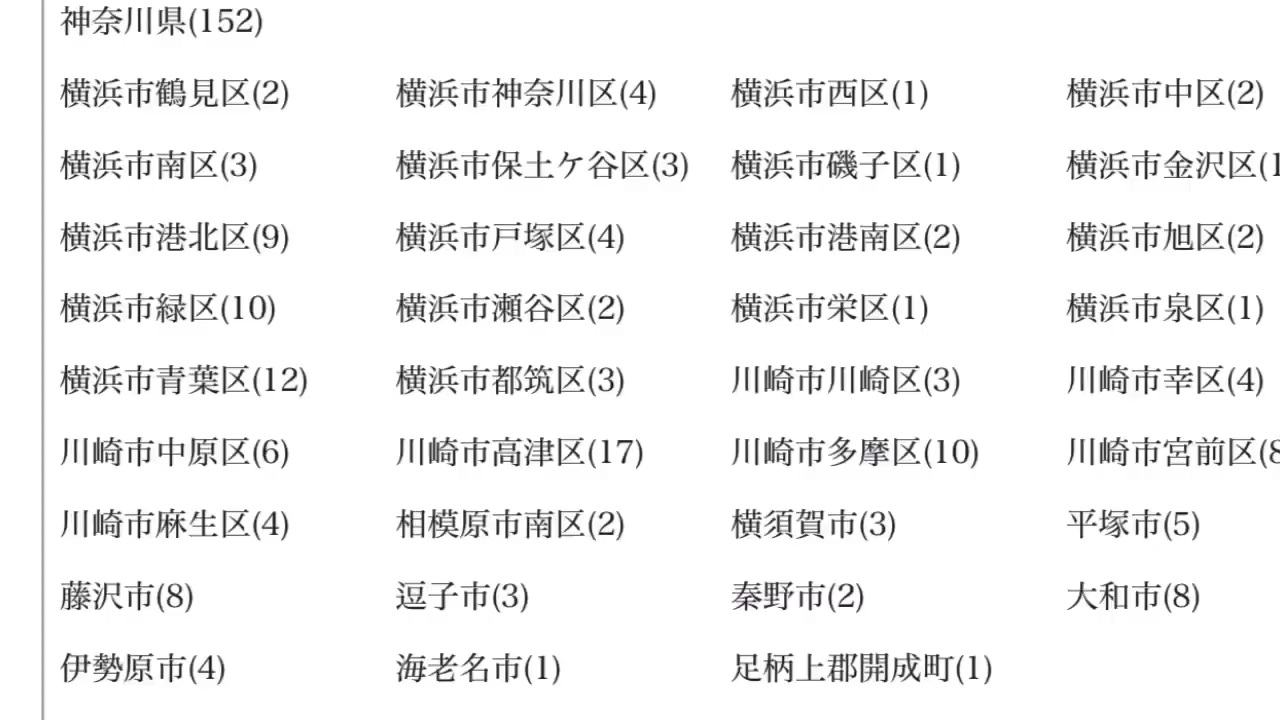 神奈川県(152)
横浜市鶴見区(2) 横浜市神奈川区(4) 横浜市西区(1) 横浜市中区(2)
横浜市南区(3) 横浜市保土ケ谷区(3) 横浜市磯子区(1) 横浜市金沢区(1
横浜市港北区(9) 横浜市戸塚区(4) 横浜市港南区(2) 横浜市旭区(2)
横浜市緑区(10) 横浜市瀬谷区(2) 横浜市栄区(1) 横浜市泉区(1)
横浜市青葉区(12) 横浜市都筑区(3) 川崎市川崎区(3) 川崎市幸区(4)
川崎市中原区(6) 川崎市高津区(17) 川崎市多摩区(10) 川崎市宮前区(8
川崎市麻生区(4) 相模原市南区(2) 横須賀市(3) 平塚市(5)
藤沢市(8) 逗子市(3) 秦野市(2) 大和市(8)
伊勢原市(4) 海老名市(1) 足柄上郡開成町(1)